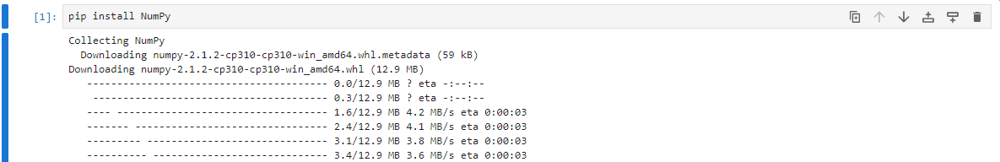 [1]: pip install NumPy
Collecting NumPy
  Downloading numpy-2.1.2-cp310-cp310-win_amd64.whl.metadata (59 kB)
Downloading numpy-2.1.2-cp310-cp310-win_amd64.whl (12.9 MB)
   ---------------------------------------- 0.0/12.9 MB ? eta -:--:--
    --------------------------------------- 0.3/12.9 MB ? eta -:--:--
   ---- ----------------------------------- 1.6/12.9 MB 4.2 MB/s eta 0:00:03
   ------- -------------------------------- 2.4/12.9 MB 4.1 MB/s eta 0:00:03
   --------- ------------------------------ 3.1/12.9 MB 3.8 MB/s eta 0:00:03
   ---------- ----------------------------- 3.4/12.9 MB 3.6 MB/s eta 0:00:03